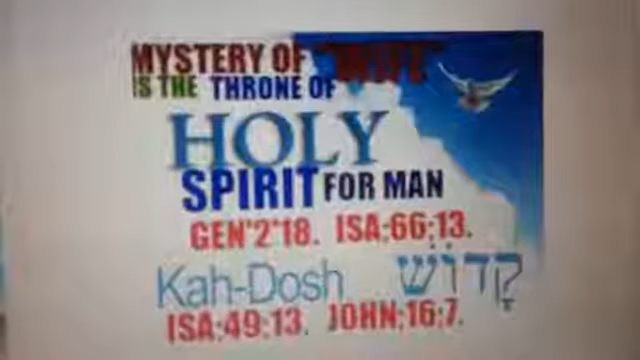 MYSTERY OF "WIFE"
IS THE THRONE OF
HOLY
SPIRIT FOR MAN
GEN'2'18. ISA;66;13.
Kah-Dosh קָדוֹשׁ
ISA;49;13. JOHN;16;7.